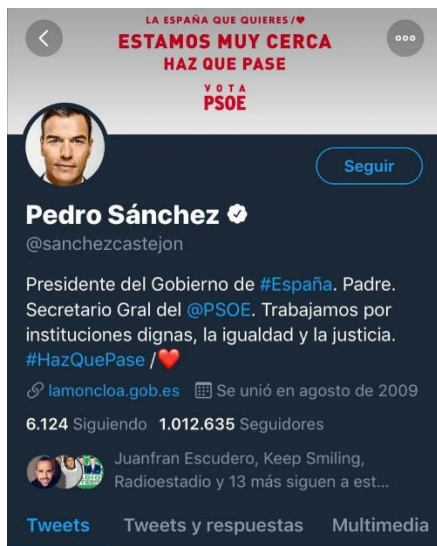 LA ESPAÑA QUE QUIERES/♥
ESTAMOS MUY CERCA
HAZ QUE PASE
VOTA
PSOE
Seguir
Pedro Sánchez
@sanchezcastejon
Presidente del Gobierno de #España. Padre.
Secretario Gral del @PSOE. Trabajamos por
instituciones dignas, la igualdad y la justicia.
#HazQuePase /❤️
lamoncloa.gob.es Se unió en agosto de 2009
6.124 Siguiendo 1.012.635 Seguidores
Juanfran Escudero, Keep Smiling,
Radioestadio y 13 más siguen a est...
Tweets Tweets y respuestas Multimedia